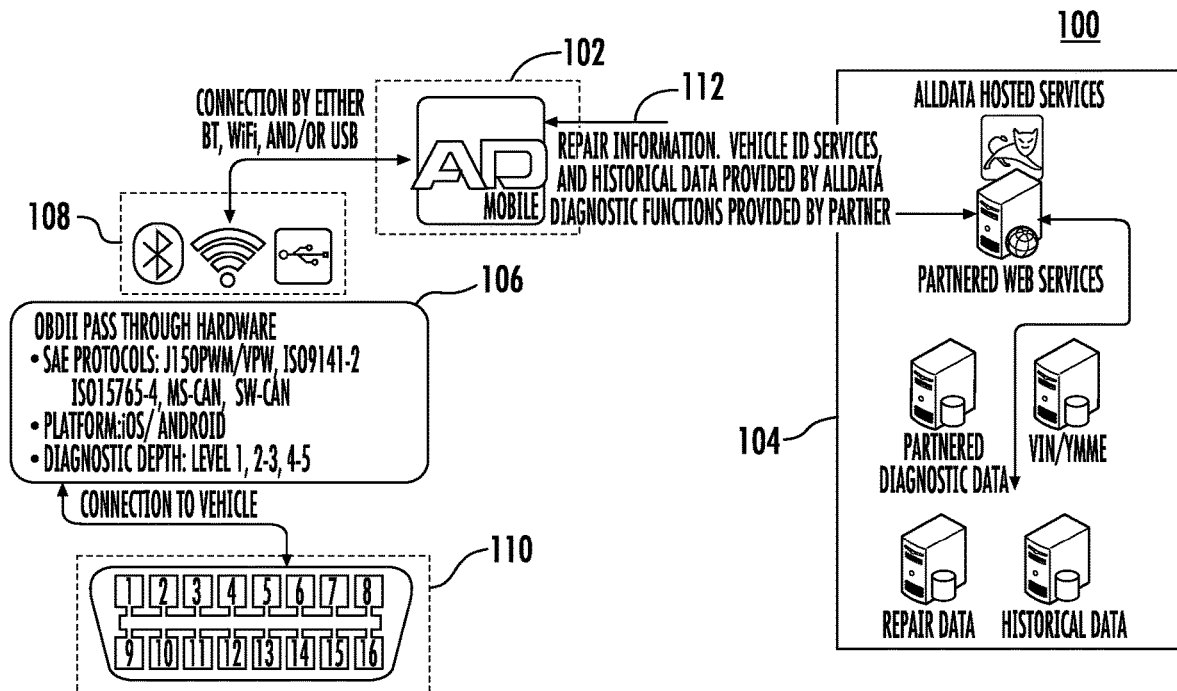 100
102
CONNECTION BY EITHER
BT, WiFi, AND/OR USB
112
AD
MOBILE
REPAIR INFORMATION. VEHICLE ID SERVICES,
AND HISTORICAL DATA PROVIDED BY ALLDATA
DIAGNOSTIC FUNCTIONS PROVIDED BY PARTNER
ALLDATA HOSTED SERVICES
PARTNERED WEB SERVICES
108
106
OBDII PASS THROUGH HARDWARE
• SAE PROTOCOLS: J150PWM/VPW, ISO9141-2
ISO15765-4, MS-CAN, SW-CAN
• PLATFORM:iOS/ ANDROID
• DIAGNOSTIC DEPTH: LEVEL 1, 2-3, 4-5
104
PARTNERED
DIAGNOSTIC DATA
VIN/YMME
REPAIR DATA
HISTORICAL DATA
CONNECTION TO VEHICLE
110
1 2 3 4 5 6 7 8
9 10 11 12 13 14 15 16